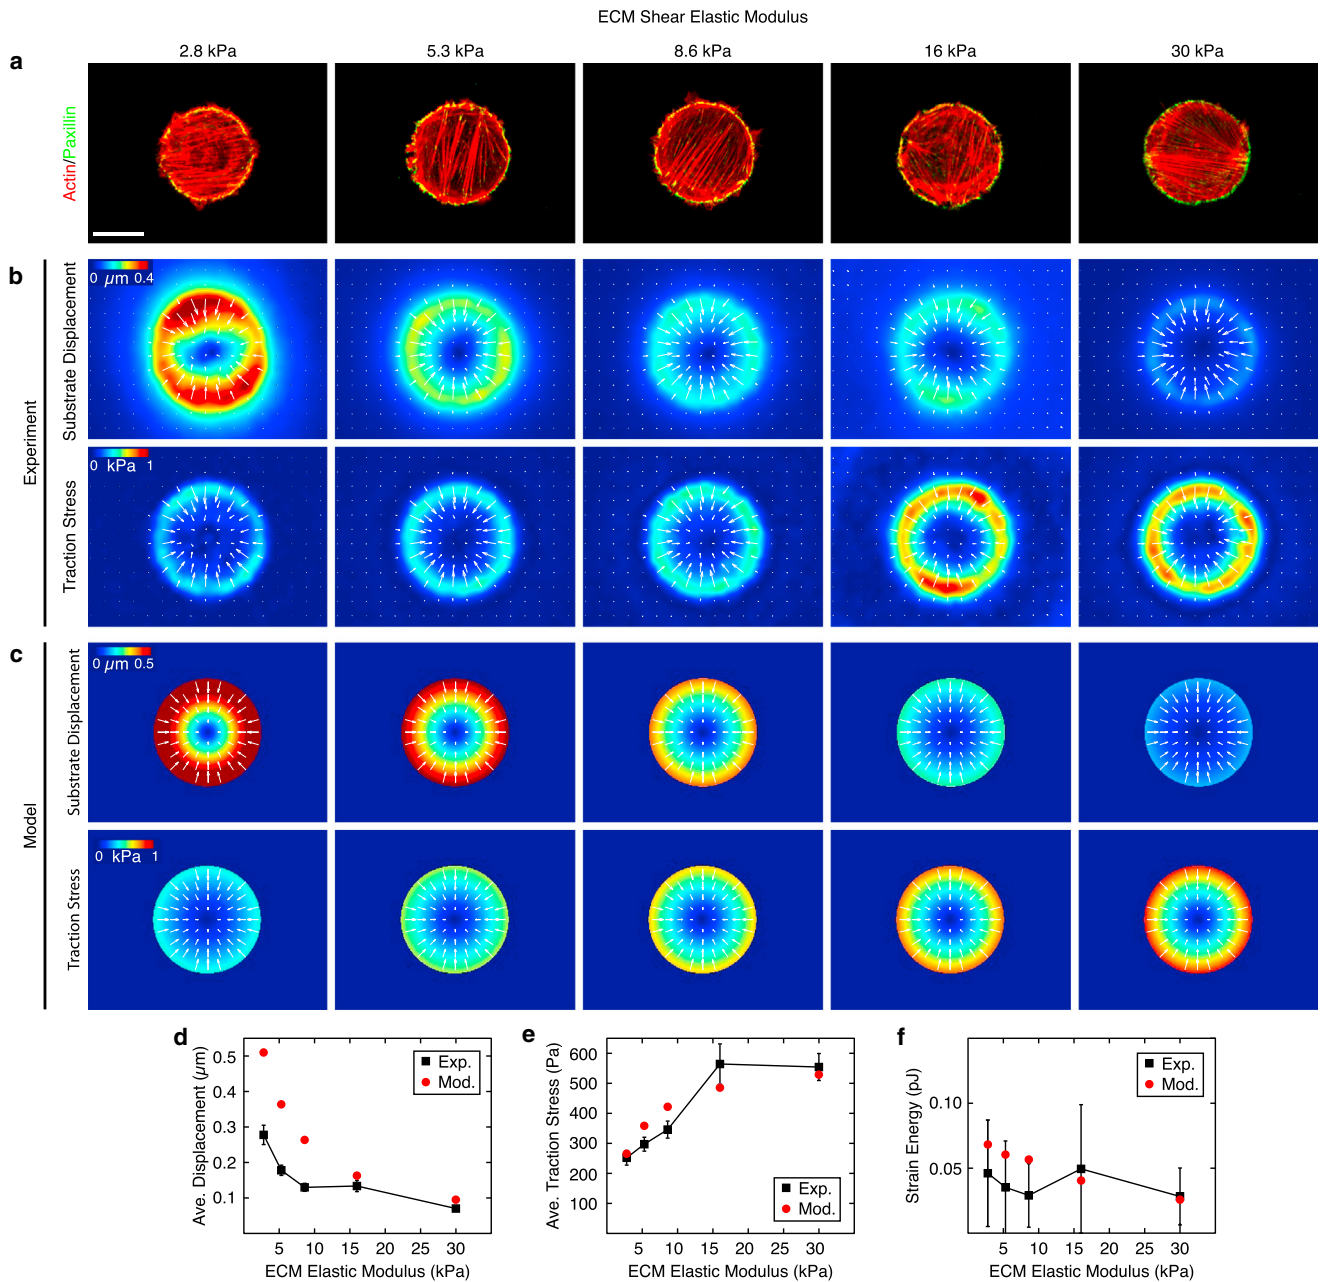 ECM Shear Elastic Modulus
2.8 kPa 5.3 kPa 8.6 kPa 16 kPa 30 kPa
a
Actin/Paxillin
b
Experiment
Substrate Displacement
0 µm 0.4
Traction Stress
0 kPa 1
c
Model
Substrate Displacement
0 µm 0.5
Traction Stress
0 kPa 1
d
Ave. Displacement (µm)
0.5
0.4
0.3
0.2
0.1
Exp.
Mod.
5 10 15 20 25 30
ECM Elastic Modulus (kPa)
e
Ave. Traction Stress (Pa)
600
500
400
300
200
100
Exp.
Mod.
5 10 15 20 25 30
ECM Elastic Modulus (kPa)
f
Strain Energy (pJ)
0.10
0.05
Exp.
Mod.
5 10 15 20 25 30
ECM Elastic Modulus (kPa)